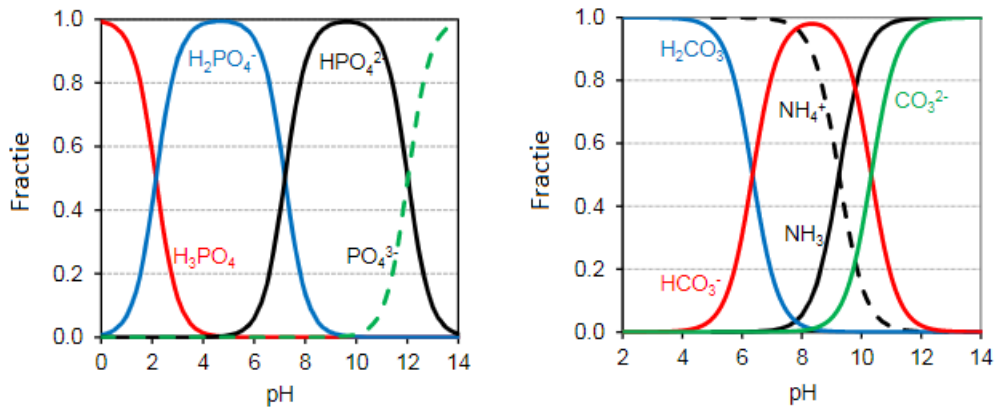 1.0
0.8
0.6
0.4
0.2
0.0
Fractie
H₂PO₄⁻
HPO₄²⁻
H₃PO₄
PO₄³⁻
0 2 4 6 8 10 12 14
pH
1.0
0.8
0.6
0.4
0.2
0.0
Fractie
H₂CO₃
NH₄⁺
CO₃²⁻
NH₃
HCO₃⁻
2 4 6 8 10 12 14
pH